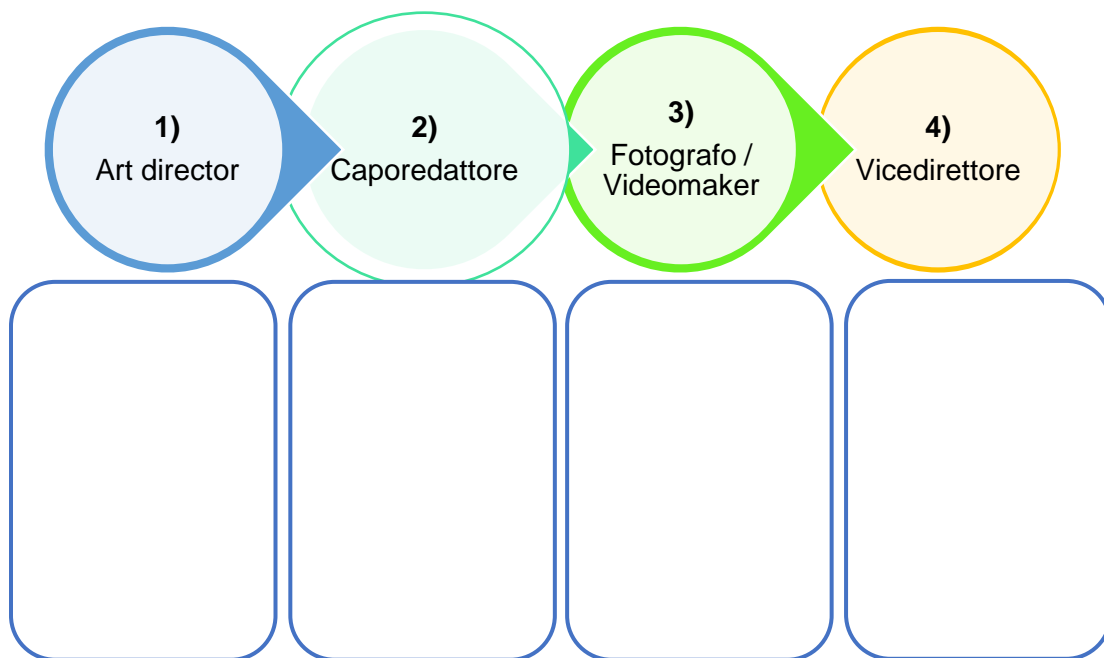 1)
Art director
2)
Caporedattore
3)
Fotografo /
Videomaker
4)
Vicedirettore